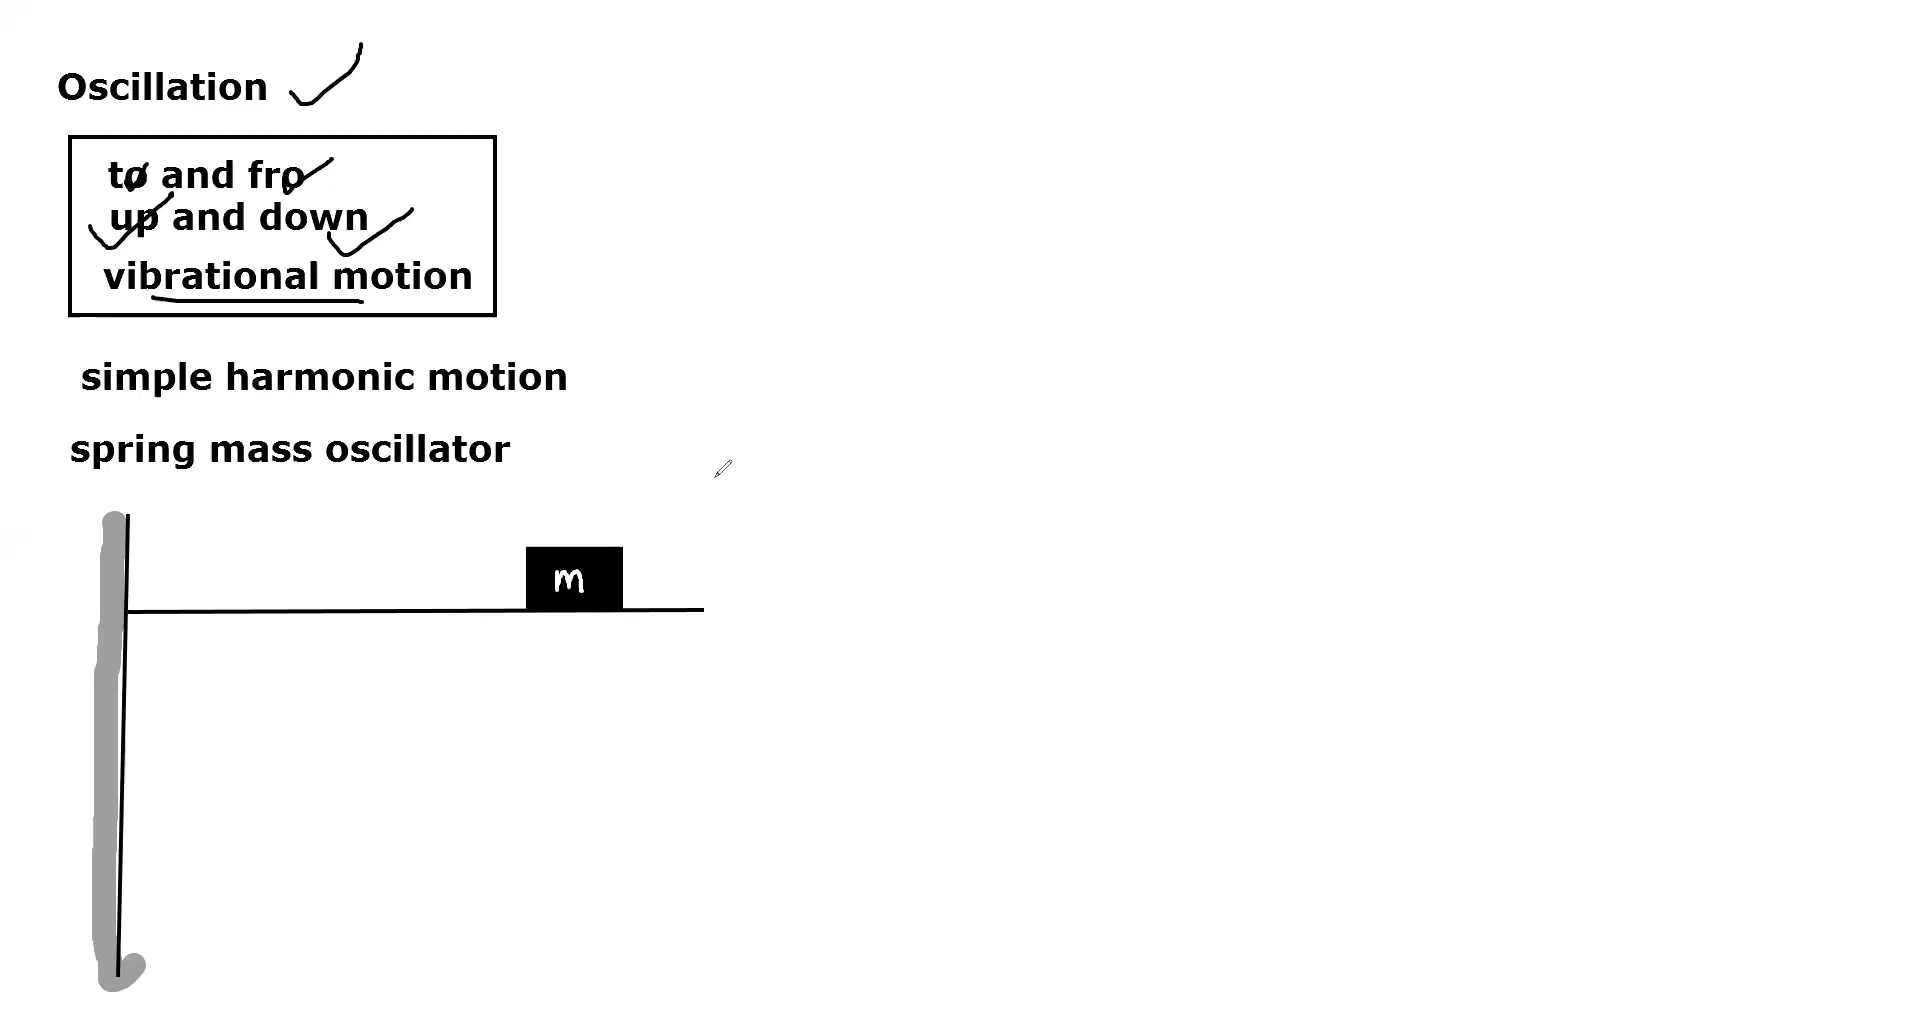 Oscillation
to and fro
up and down
vibrational motion
simple harmonic motion
spring mass oscillator
m